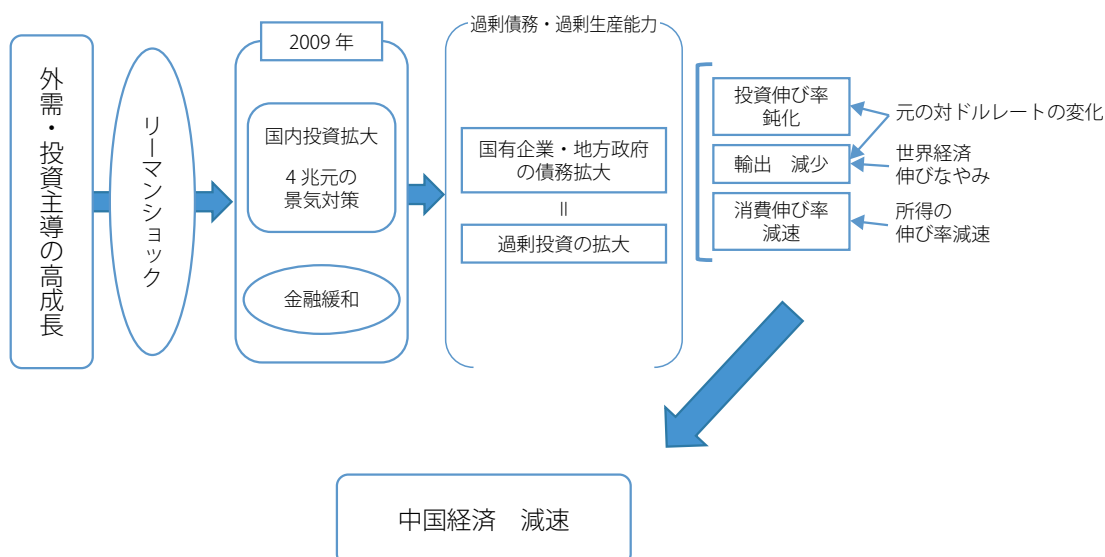 外需・投資主導の高成長
リーマンショック
2009 年
国内投資拡大
4 兆元の
景気対策
金融緩和
過剰債務・過剰生産能力
国有企業・地方政府
の債務拡大
＝
過剰投資の拡大
投資伸び率
鈍化
輸出　減少
消費伸び率
減速
元の対ドルレートの変化
世界経済
伸びなやみ
所得の
伸び率減速
中国経済　減速